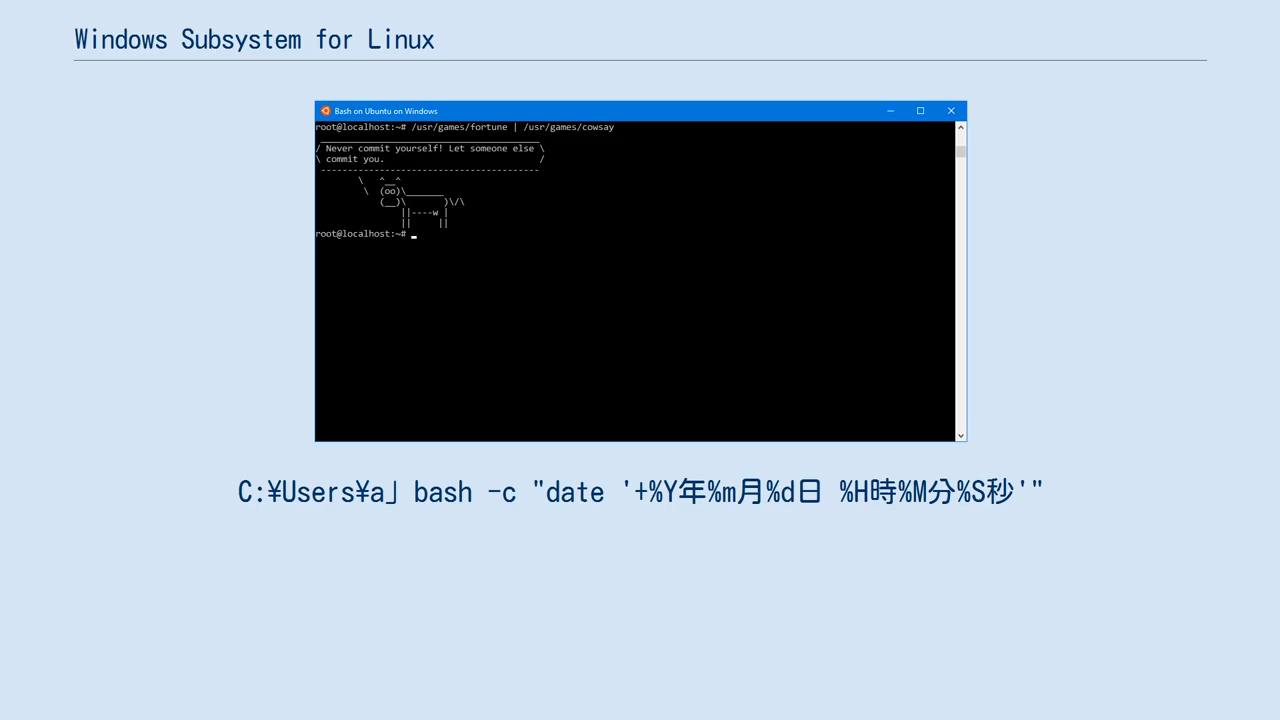 Windows Subsystem for Linux
Bash on Ubuntu on Windows
root@localhost:~# /usr/games/fortune | /usr/games/cowsay
 _________________________________________
/ Never commit yourself! Let someone else \
\ commit you.                             /
 -----------------------------------------
        \   ^__^
         \  (oo)\_______
            (__)\       )\/\
                ||----w |
                ||     ||
root@localhost:~#
C:¥Users¥a」bash -c "date '+%Y年%m月%d日 %H時%M分%S秒'"